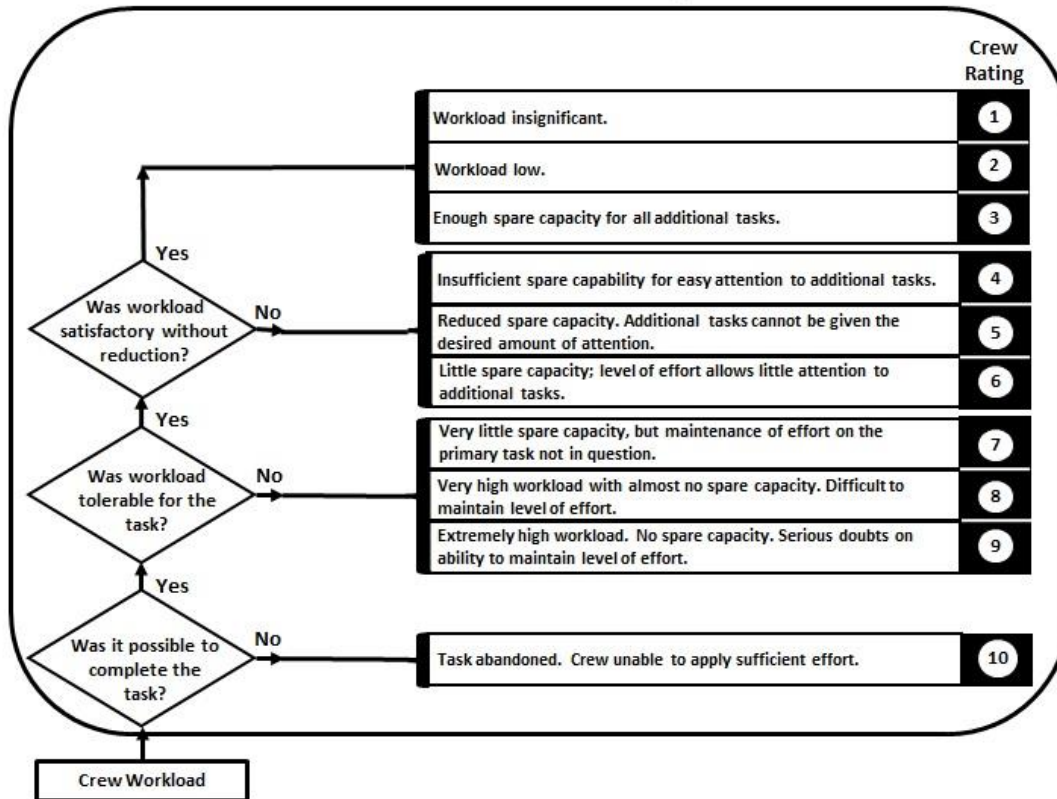 Crew
Rating
Workload insignificant.
1
Workload low.
2
Enough spare capacity for all additional tasks.
3
Yes
Was workload
satisfactory without
reduction?
No
Insufficient spare capability for easy attention to additional tasks.
4
Reduced spare capacity. Additional tasks cannot be given the
desired amount of attention.
5
Little spare capacity; level of effort allows little attention to
additional tasks.
6
Yes
Was workload
tolerable for the
task?
No
Very little spare capacity, but maintenance of effort on the
primary task not in question.
7
Very high workload with almost no spare capacity. Difficult to
maintain level of effort.
8
Extremely high workload. No spare capacity. Serious doubts on
ability to maintain level of effort.
9
Yes
Was it possible to
complete the
task?
No
Task abandoned. Crew unable to apply sufficient effort.
10
Crew Workload